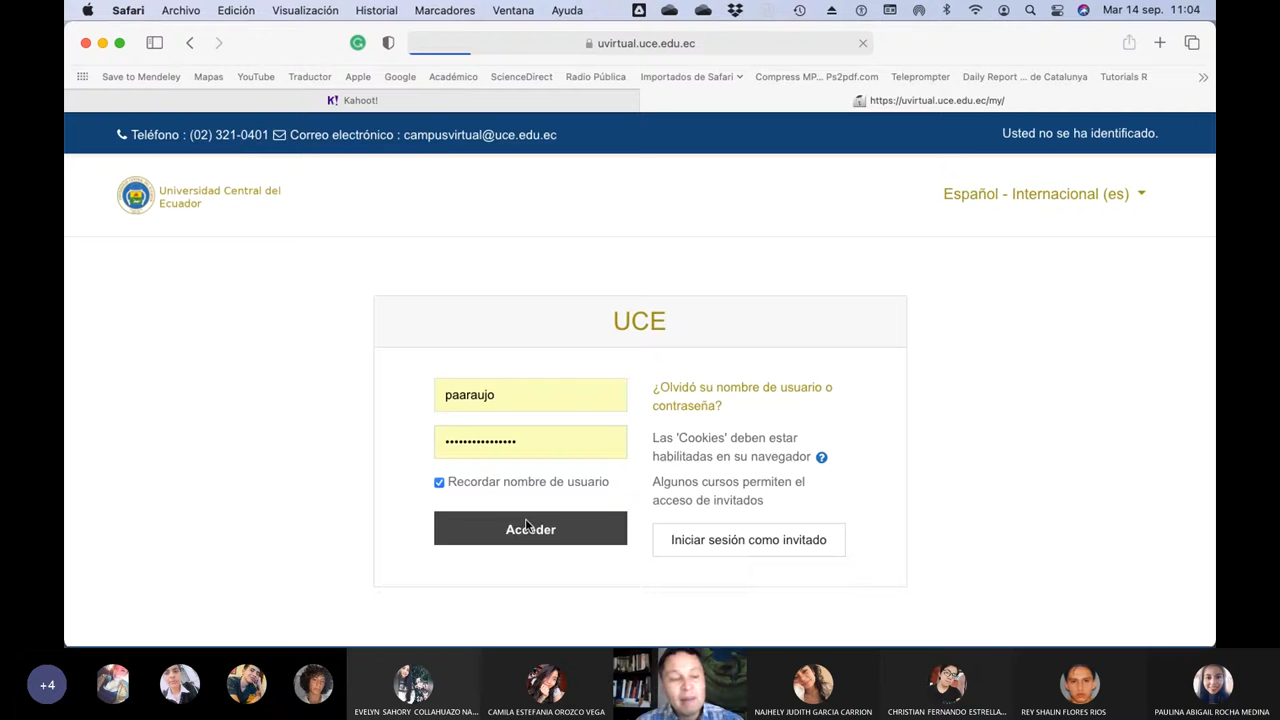 Safari Archivo Edición Visualización Historial Marcadores Ventana Ayuda Mar 14 sep. 11:04
uvirtual.uce.edu.ec
Save to Mendeley Mapas YouTube Traductor Apple Google Académico ScienceDirect Radio Pública Importados de Safari Compress MP... Ps2pdf.com Teleprompter Daily Report ... de Catalunya Tutorials R
K! Kahoot! https://uvirtual.uce.edu.ec/my/
Teléfono : (02) 321-0401 Correo electrónico : campusvirtual@uce.edu.ec Usted no se ha identificado.
Universidad Central del
Ecuador
Español - Internacional (es)
UCE
paaraujo
••••••••••••••••
Recordar nombre de usuario
Acceder
¿Olvidó su nombre de usuario o
contraseña?
Las 'Cookies' deben estar
habilitadas en su navegador ?
Algunos cursos permiten el
acceso de invitados
Iniciar sesión como invitado
+4
EVELYN SAHORY COLLAHUAZO NA... CAMILA ESTEFANIA OROZCO VEGA NAJHELY JUDITH GARCIA CARRION CHRISTIAN FERNANDO ESTRELLA... REY SHALIN FLORES RIOS PAULINA ABIGAIL ROCHA MEDINA